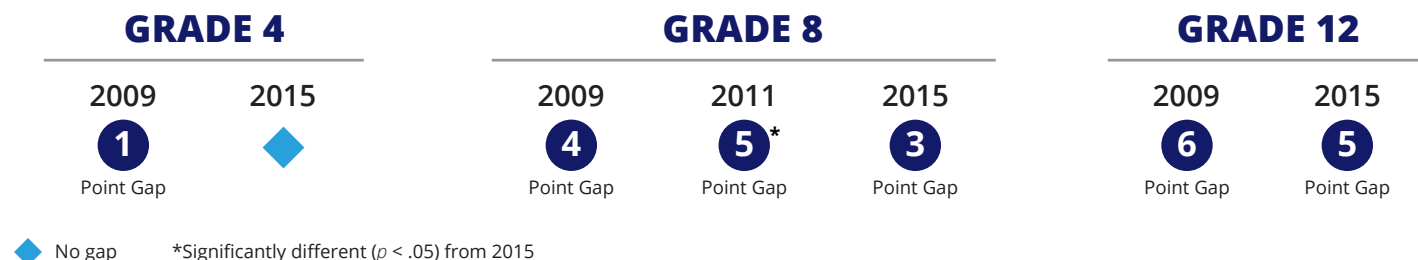 GRADE 4
2009 2015
1
Point Gap
GRADE 8
2009 2011 2015
4 5* 3
Point Gap Point Gap Point Gap
GRADE 12
2009 2015
6 5
Point Gap Point Gap
No gap *Significantly different (p < .05) from 2015